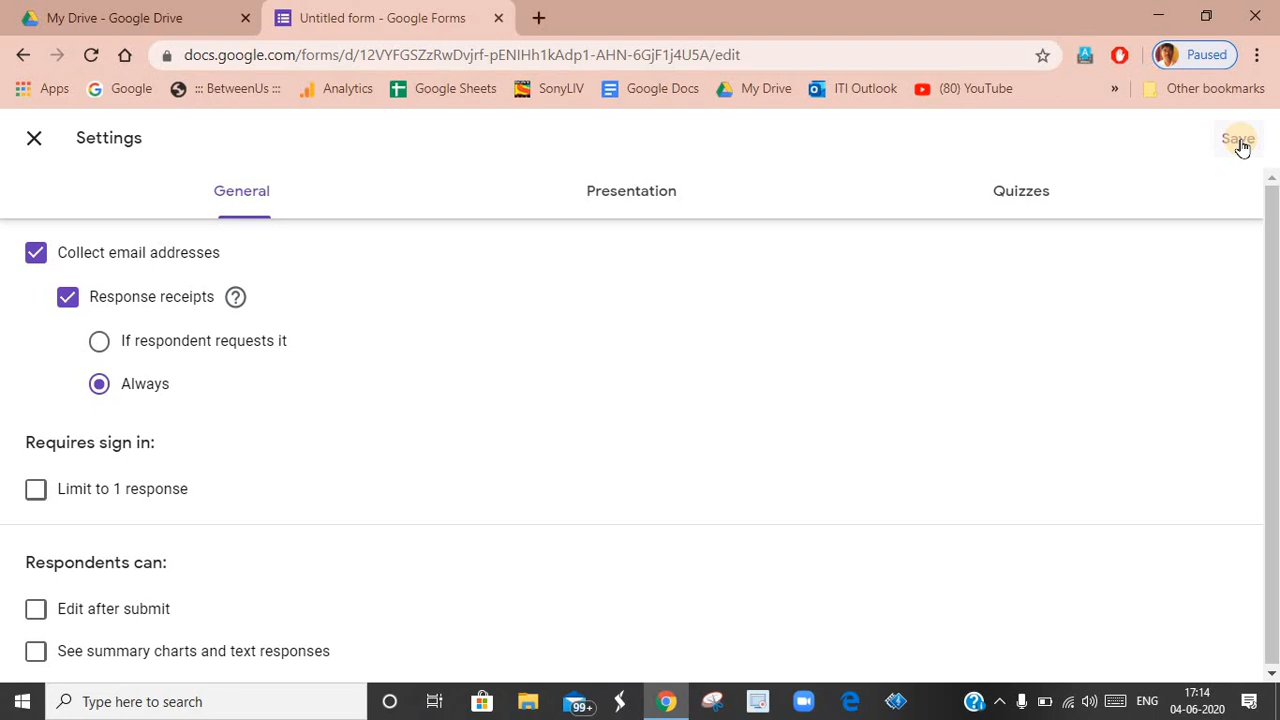 My Drive - Google Drive
Untitled form - Google Forms
docs.google.com/forms/d/12VYFGSZzRwDvirf-pENIHh1kAdp1-AHN-6GjF1j4U5A/edit
Paused
Apps
Google
::: BetweenUs :::
Analytics
Google Sheets
SonyLIV
Google Docs
My Drive
ITI Outlook
(80) YouTube
»
Other bookmarks
Settings
Save
General
Presentation
Quizzes
Collect email addresses
Response receipts
If respondent requests it
Always
Requires sign in:
Limit to 1 response
Respondents can:
Edit after submit
See summary charts and text responses
Type here to search
99+
ENG
17:14
04-06-2020